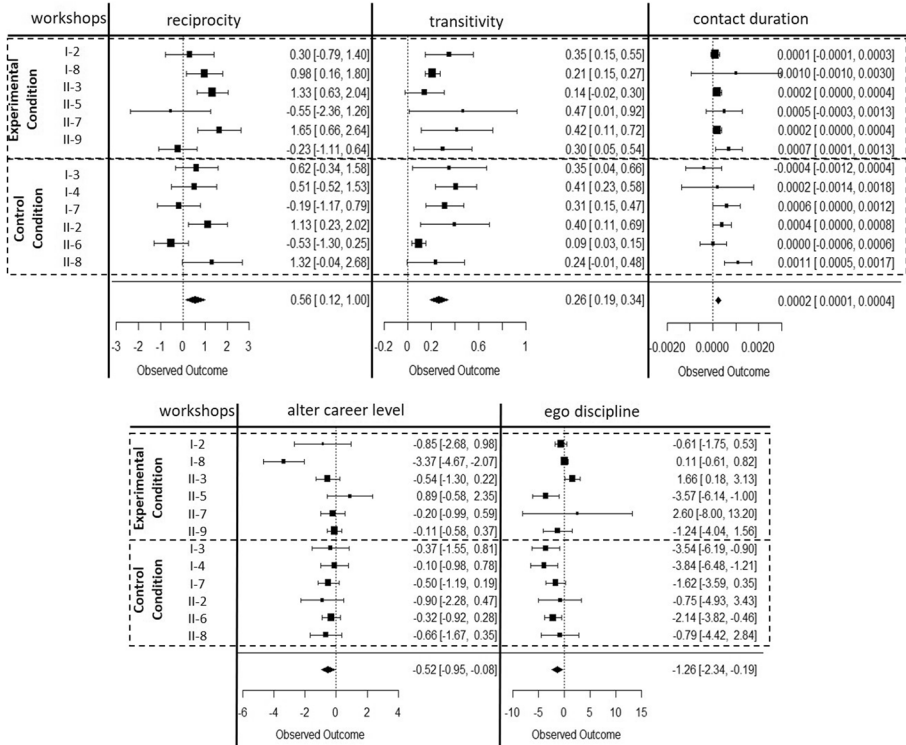 workshops reciprocity transitivity contact duration
Experimental Condition
I-2 0.30 [-0.79, 1.40] 0.35 [ 0.15, 0.55] 0.0001 [-0.0001, 0.0003]
I-8 0.98 [ 0.16, 1.80] 0.21 [ 0.15, 0.27] 0.0010 [-0.0010, 0.0030]
II-3 1.33 [ 0.63, 2.04] 0.14 [-0.02, 0.30] 0.0002 [ 0.0000, 0.0004]
II-5 -0.55 [-2.36, 1.26] 0.47 [ 0.01, 0.92] 0.0005 [-0.0003, 0.0013]
II-7 1.65 [ 0.66, 2.64] 0.42 [ 0.11, 0.72] 0.0002 [ 0.0000, 0.0004]
II-9 -0.23 [-1.11, 0.64] 0.30 [ 0.05, 0.54] 0.0007 [ 0.0001, 0.0013]
Control Condition
I-3 0.62 [-0.34, 1.58] 0.35 [ 0.04, 0.66] -0.0004 [-0.0012, 0.0004]
I-4 0.51 [-0.52, 1.53] 0.41 [ 0.23, 0.58] 0.0002 [-0.0014, 0.0018]
I-7 -0.19 [-1.17, 0.79] 0.31 [ 0.15, 0.47] 0.0006 [ 0.0000, 0.0012]
II-2 1.13 [ 0.23, 2.02] 0.40 [ 0.11, 0.69] 0.0004 [ 0.0000, 0.0008]
II-6 -0.53 [-1.30, 0.25] 0.09 [ 0.03, 0.15] 0.0000 [-0.0006, 0.0006]
II-8 1.32 [-0.04, 2.68] 0.24 [-0.01, 0.48] 0.0011 [ 0.0005, 0.0017]
0.56 [ 0.12, 1.00] 0.26 [ 0.19, 0.34] 0.0002 [ 0.0001, 0.0004]
-3 -2 -1 0 1 2 3 -0.2 0 0.2 0.6 1 -0.0020 0.0000 0.0020
Observed Outcome Observed Outcome Observed Outcome
workshops alter career level ego discipline
Experimental Condition
I-2 -0.85 [-2.68, 0.98] -0.61 [-1.75, 0.53]
I-8 -3.37 [-4.67, -2.07] 0.11 [-0.61, 0.82]
II-3 -0.54 [-1.30, 0.22] 1.66 [ 0.18, 3.13]
II-5 0.89 [-0.58, 2.35] -3.57 [-6.14, -1.00]
II-7 -0.20 [-0.99, 0.59] 2.60 [-8.00, 13.20]
II-9 -0.11 [-0.58, 0.37] -1.24 [-4.04, 1.56]
Control Condition
I-3 -0.37 [-1.55, 0.81] -3.54 [-6.19, -0.90]
I-4 -0.10 [-0.98, 0.78] -3.84 [-6.48, -1.21]
I-7 -0.50 [-1.19, 0.19] -1.62 [-3.59, 0.35]
II-2 -0.90 [-2.28, 0.47] -0.75 [-4.93, 3.43]
II-6 -0.32 [-0.92, 0.28] -2.14 [-3.82, -0.46]
II-8 -0.66 [-1.67, 0.35] -0.79 [-4.42, 2.84]
-0.52 [-0.95, -0.08] -1.26 [-2.34, -0.19]
-6 -4 -2 0 2 4 -10 -5 0 5 10 15
Observed Outcome Observed Outcome